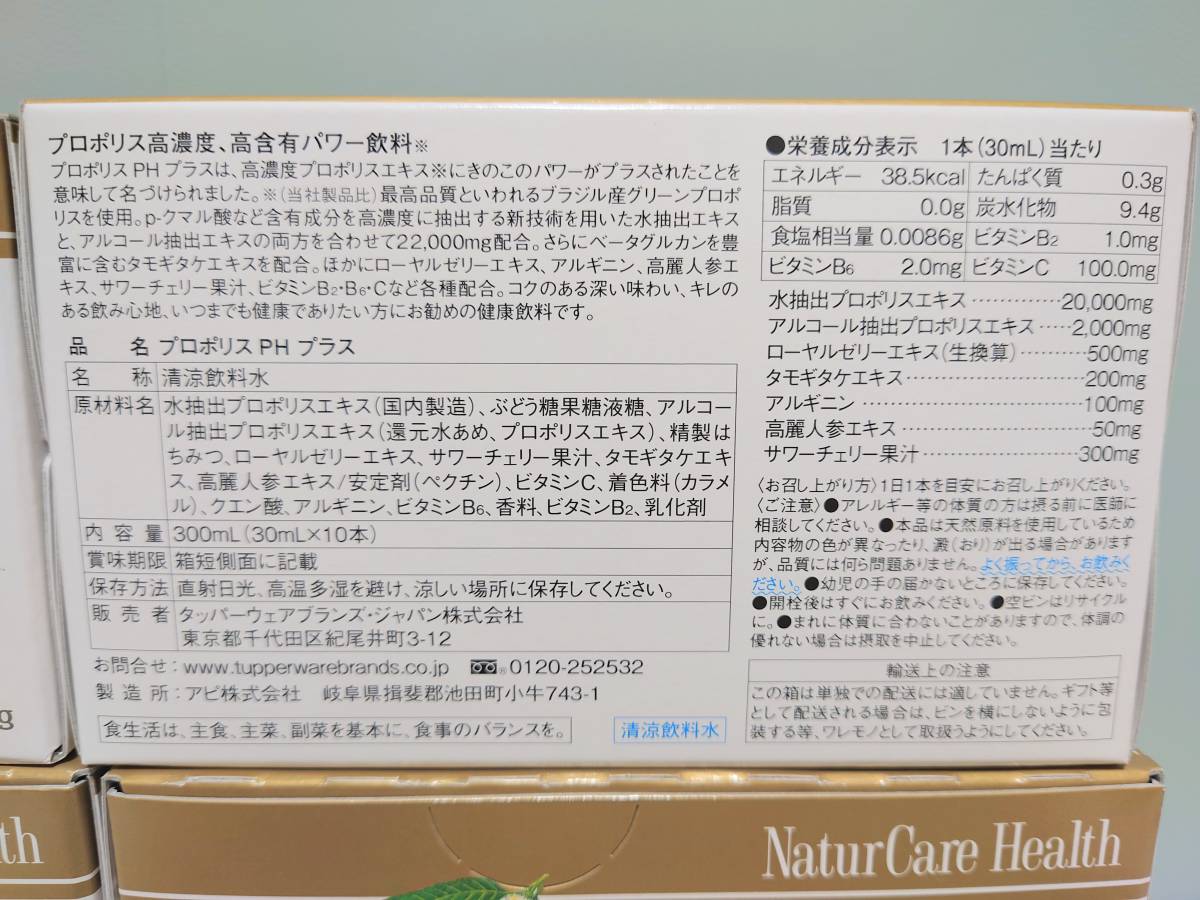 プロポリス高濃度、高含有パワー飲料※
プロポリス PH プラスは、高濃度プロポリスエキス※にきのこのパワーがプラスされたことを
意味して名づけられました。※(当社製品比)最高品質といわれるブラジル産グリーンプロポ
リスを使用。p-クマル酸など含有成分を高濃度に抽出する新技術を用いた水抽出エキス
と、アルコール抽出エキスの両方を合わせて22,000mg配合。さらにベータグルカンを豊
富に含むタモギタケエキスを配合。ほかにローヤルゼリーエキス、アルギニン、高麗人参エ
キス、サワーチェリー果汁、ビタミンB2・B6・Cなど各種配合。コクのある深い味わい、キレの
ある飲み心地、いつまでも健康でありたい方にお勧めの健康飲料です。
品 名 プロポリス PH プラス
名 称 清涼飲料水
原材料名 水抽出プロポリスエキス(国内製造)、ぶどう糖果糖液糖、アルコー
ル抽出プロポリスエキス(還元水あめ、プロポリスエキス)、精製は
ちみつ、ローヤルゼリーエキス、サワーチェリー果汁、タモギタケエキ
ス、高麗人参エキス/安定剤(ペクチン)、ビタミンC、着色料(カラメ
ル)、クエン酸、アルギニン、ビタミンB6、香料、ビタミンB2、乳化剤
内 容 量 300mL(30mL×10本)
賞味期限 箱短側面に記載
保存方法 直射日光、高温多湿を避け、涼しい場所に保存してください。
販 売 者 タッパーウェアブランズ・ジャパン株式会社
東京都千代田区紀尾井町3-12
お問合せ：www.tupperwarebrands.co.jp 0120-252532
製 造 所：アピ株式会社 岐阜県揖斐郡池田町小牛743-1
食生活は、主食、主菜、副菜を基本に、食事のバランスを。
清涼飲料水
●栄養成分表示 1本(30mL)当たり
エネルギー 38.5kcal たんぱく質 0.3g
脂質 0.0g 炭水化物 9.4g
食塩相当量 0.0086g ビタミンB2 1.0mg
ビタミンB6 2.0mg ビタミンC 100.0mg
水抽出プロポリスエキス…………20,000mg
アルコール抽出プロポリスエキス……2,000mg
ローヤルゼリーエキス(生換算)…………500mg
タモギタケエキス……………………200mg
アルギニン……………………………100mg
高麗人参エキス………………………50mg
サワーチェリー果汁……………………300mg
〈お召し上がり方〉1日1本を目安にお召し上がりください。
〈ご注意〉●アレルギー等の体質の方は摂る前に医師に
相談してください。●本品は天然原料を使用しているため
内容物の色が異なったり、澱(おり)が出る場合があります
が、品質には何ら問題ありません。よく振ってから、お飲みく
ださい。●幼児の手の届かないところに保存してください。
●開栓後はすぐにお飲みください。●空ビンはリサイクル
に。●まれに体質に合わないことがありますので、体調の
優れない場合は摂取を中止してください。
輸送上の注意
この箱は単独での配送には適していません。ギフト等
として配送される場合は、ビンを横にしないように包
装する等、ワレモノとして取扱うようにしてください。
g
th
NaturCare Health